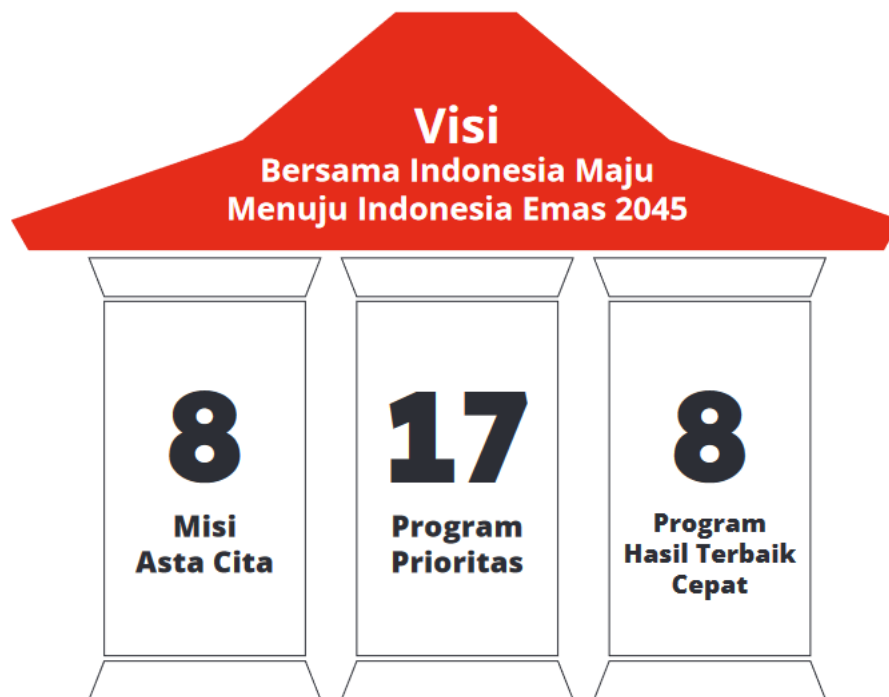 Visi
Bersama Indonesia Maju
Menuju Indonesia Emas 2045
8
Misi
Asta Cita
17
Program
Prioritas
8
Program
Hasil Terbaik
Cepat